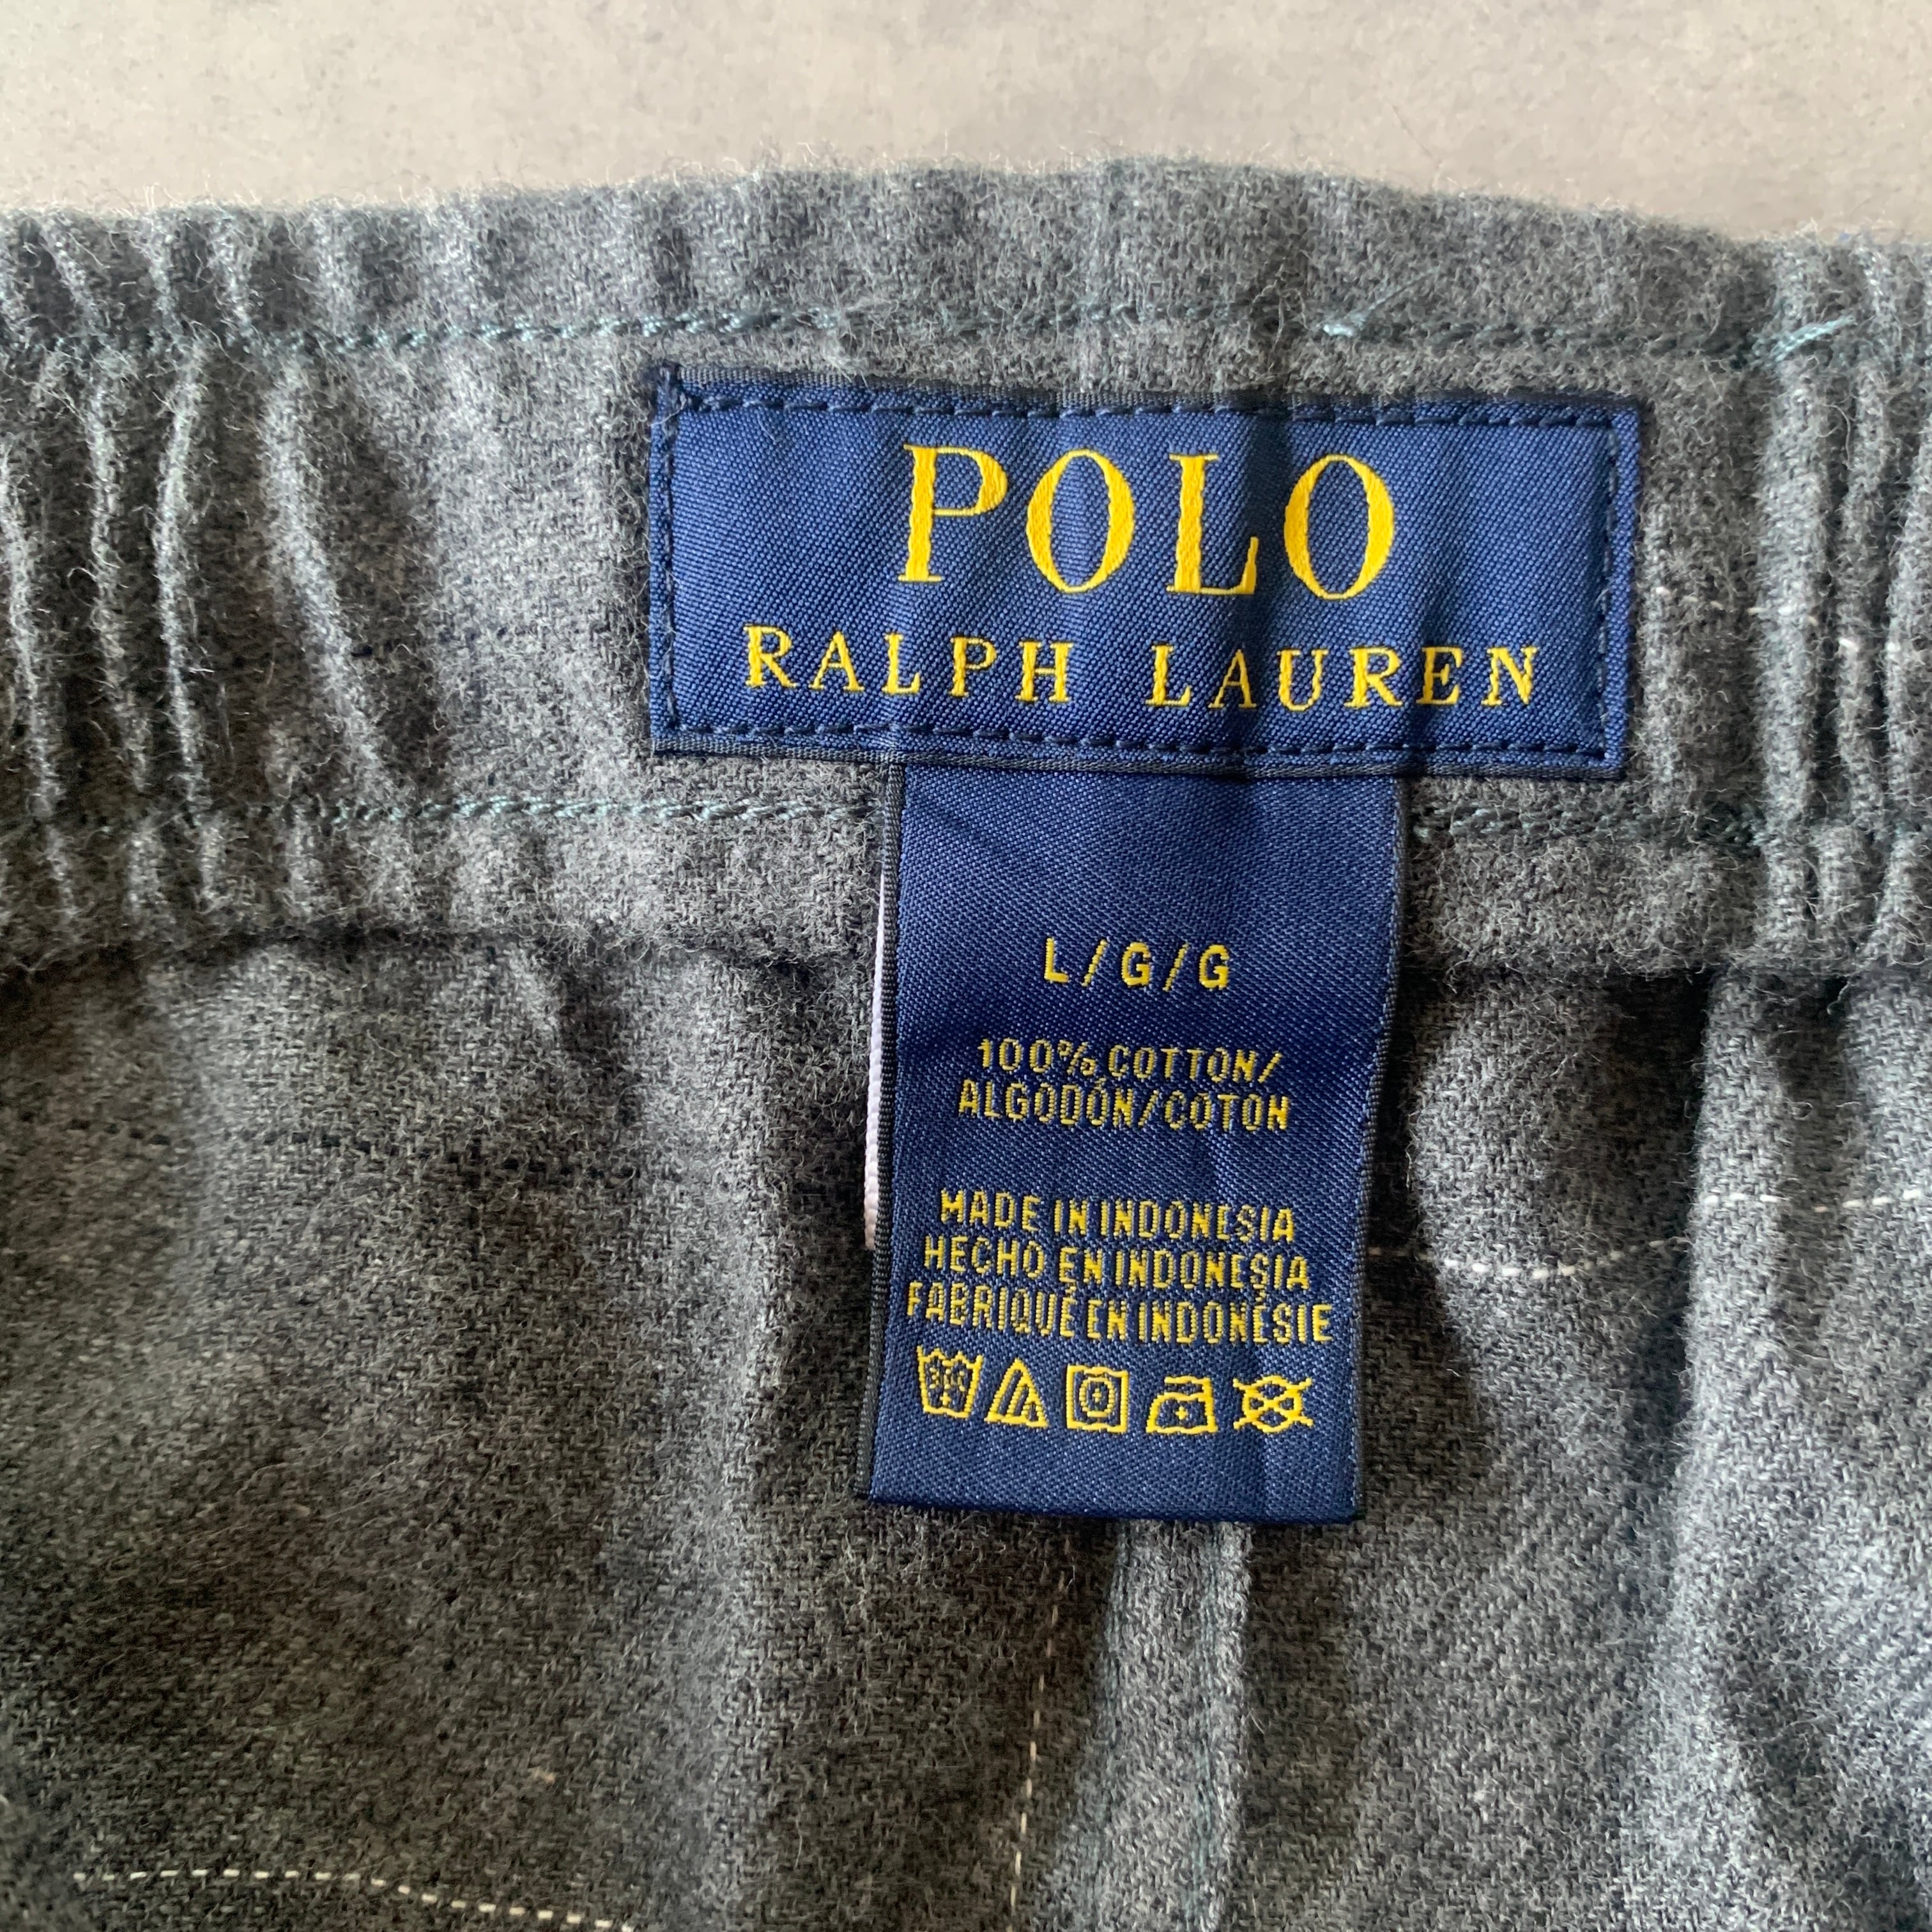 POLO
RALPH LAUREN
L/G/G
100% COTTON/
ALGODÓN/COTON
MADE IN INDONESIA
HECHO EN INDONESIA
FABRIQUÉ EN INDONÉSIE